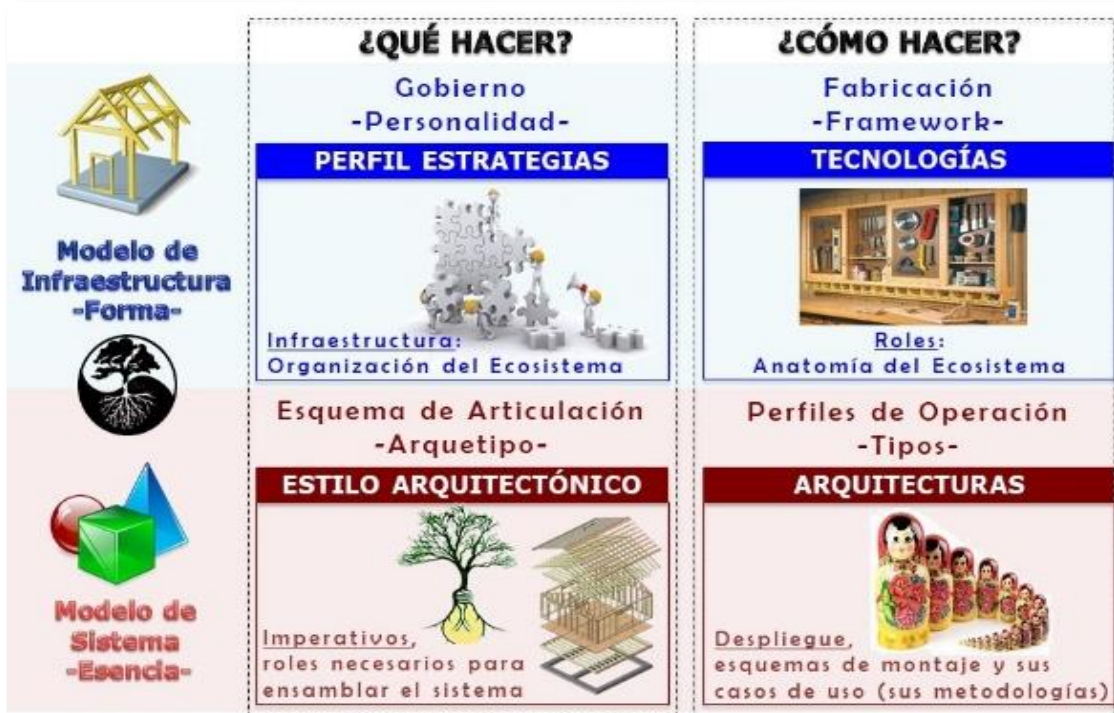 ¿QUÉ HACER?
¿CÓMO HACER?
Modelo de
Infraestructura
-Forma-
Gobierno
-Personalidad-
PERFIL ESTRATEGIAS
Infraestructura:
Organización del Ecosistema
Fabricación
-Framework-
TECNOLOGÍAS
Roles:
Anatomía del Ecosistema
Modelo de
Sistema
-Esencia-
Esquema de Articulación
-Arquetipo-
ESTILO ARQUITECTÓNICO
Imperativos,
roles necesarios para
ensamblar el sistema
Perfiles de Operación
-Tipos-
ARQUITECTURAS
Despliegue,
esquemas de montaje y sus
casos de uso (sus metodologías)